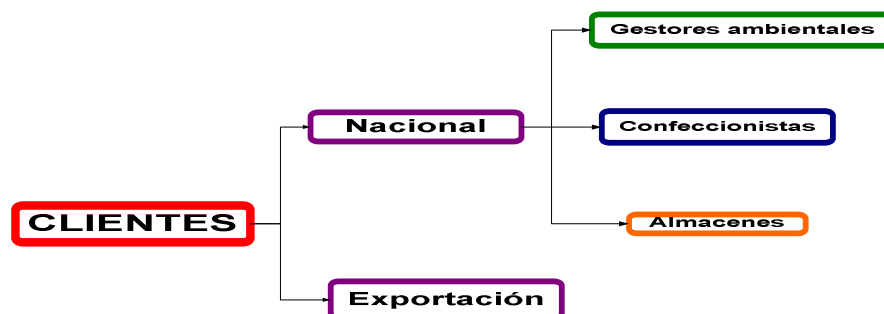 Gestores ambientales
Nacional
Confeccionistas
CLIENTES
Almacenes
Exportación